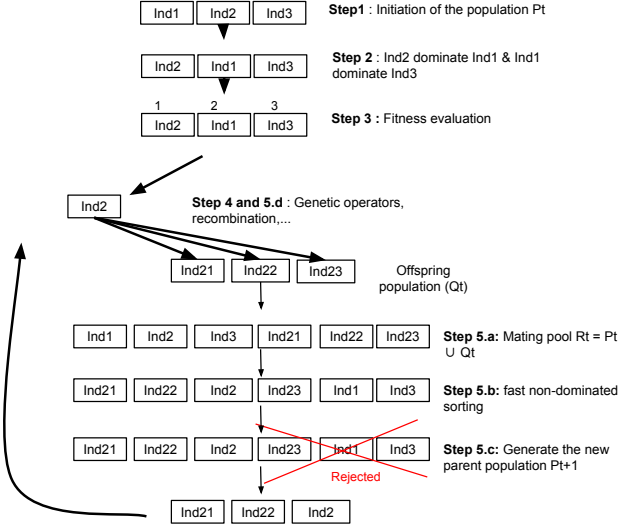 Ind1 Ind2 Ind3 Step1 : Initiation of the population Pt
Ind2 Ind1 Ind3 Step 2 : Ind2 dominate Ind1 & Ind1
dominate Ind3
1 2 3
Ind2 Ind1 Ind3 Step 3 : Fitness evaluation
Ind2 Step 4 and 5.d : Genetic operators,
recombination,...
Ind21 Ind22 Ind23 Offspring
population (Qt)
Ind1 Ind2 Ind3 Ind21 Ind22 Ind23 Step 5.a: Mating pool Rt = Pt
∪ Qt
Ind21 Ind22 Ind2 Ind23 Ind1 Ind3 Step 5.b: fast non-dominated
sorting
Ind21 Ind22 Ind2 Ind23 Ind1 Ind3 Step 5.c: Generate the new
parent population Pt+1
Rejected
Ind21 Ind22 Ind2